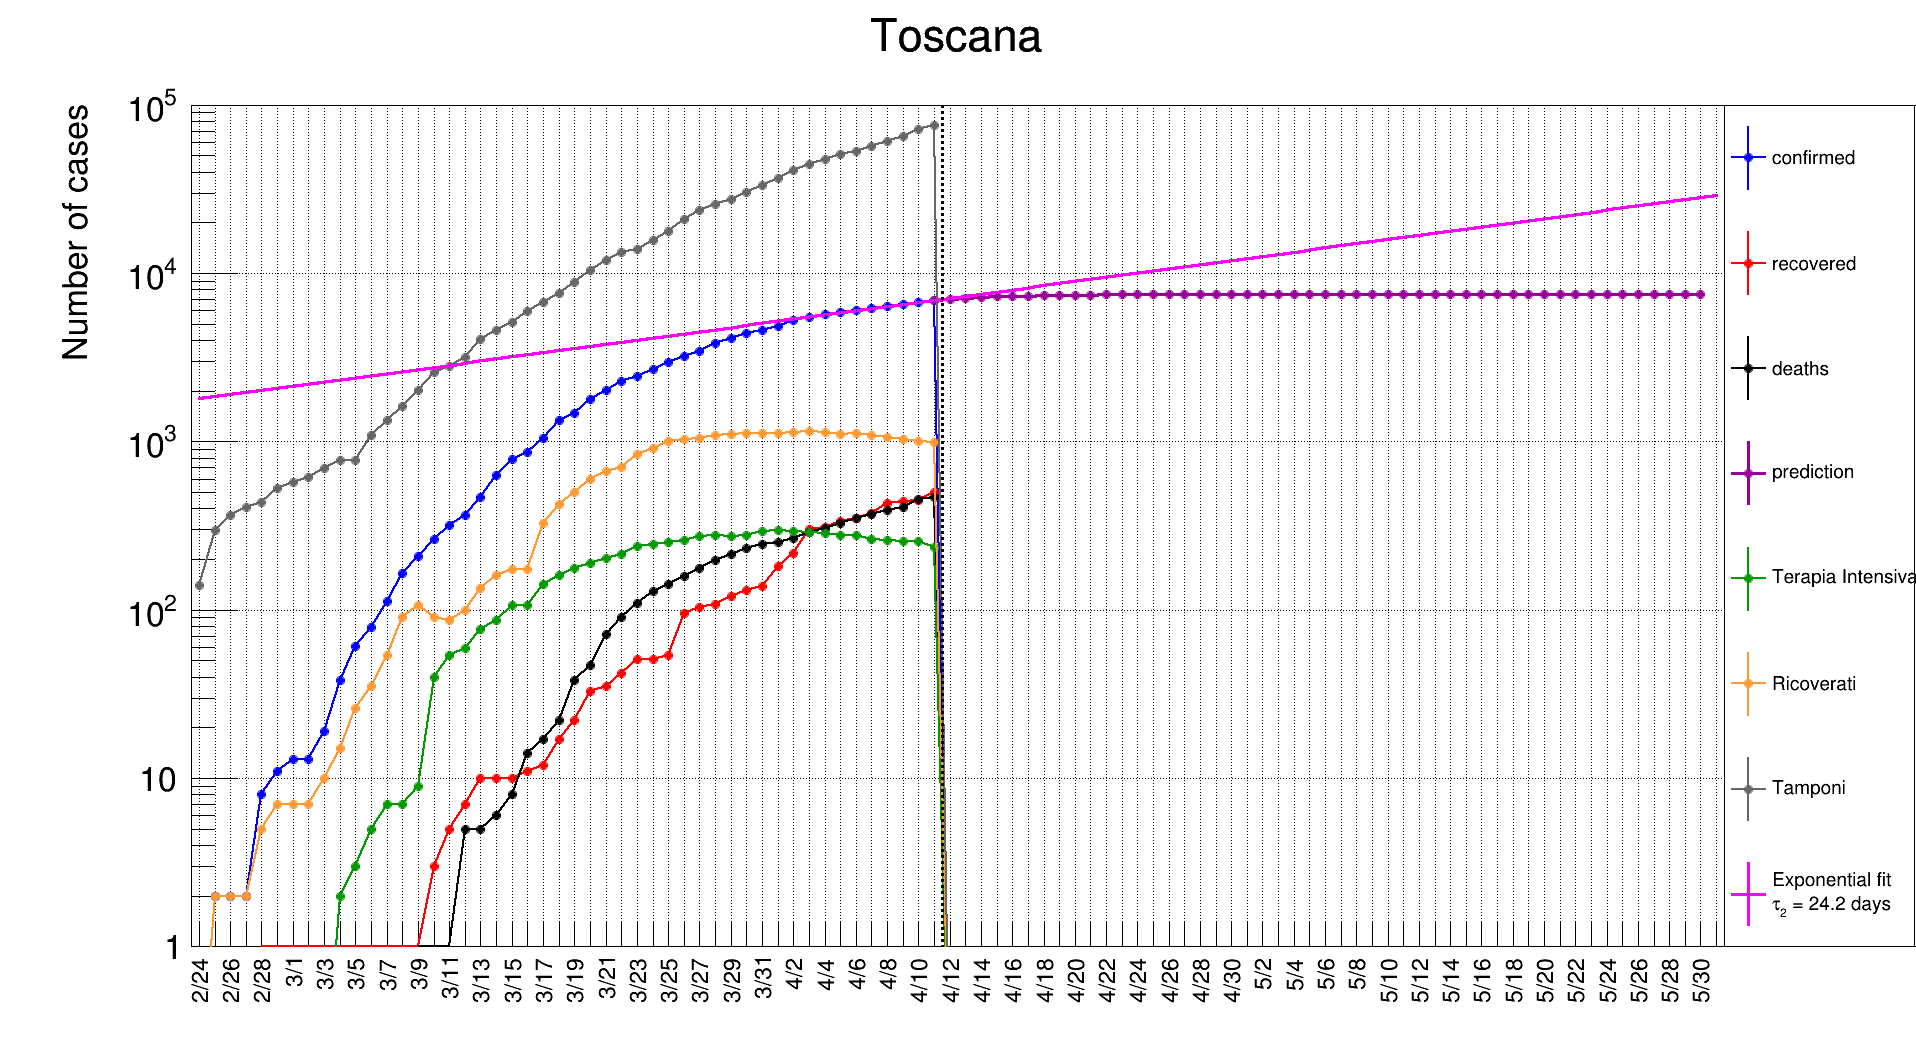 Toscana
Number of cases
10^5
10^4
10^3
10^2
10
1
2/24 2/26 2/28 3/1 3/3 3/5 3/7 3/9 3/11 3/13 3/15 3/17 3/19 3/21 3/23 3/25 3/27 3/29 3/31 4/2 4/4 4/6 4/8 4/10 4/12 4/14 4/16 4/18 4/20 4/22 4/24 4/26 4/28 4/30 5/2 5/4 5/6 5/8 5/10 5/12 5/14 5/16 5/18 5/20 5/22 5/24 5/26 5/28 5/30
confirmed
recovered
deaths
prediction
Terapia Intensiva
Ricoverati
Tamponi
Exponential fit
τ_2 = 24.2 days